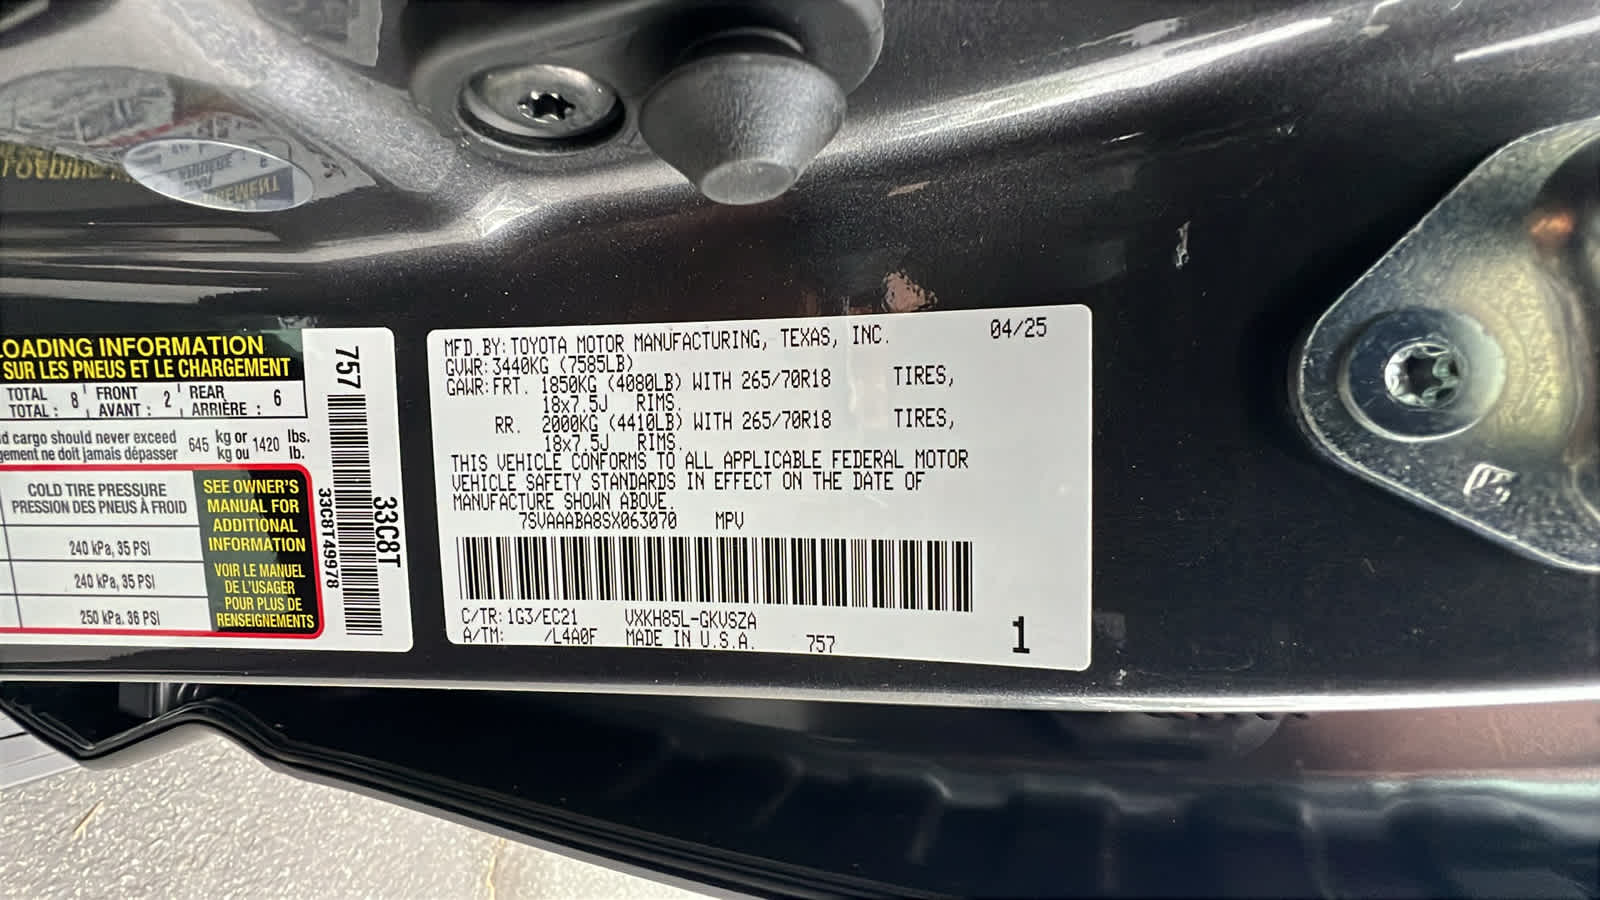 LOADING INFORMATION
SUR LES PNEUS ET LE CHARGEMENT
TOTAL 8 FRONT 2 REAR 6
TOTAL : AVANT : ARRIÈRE :
cargo should never exceed 645 kg or 1420 lbs.
ne doit jamais dépasser kg ou lb.
COLD TIRE PRESSURE
PRESSION DES PNEUS À FROID
240 kPa, 35 PSI
240 kPa, 35 PSI
250 kPa, 36 PSI
SEE OWNER'S
MANUAL FOR
ADDITIONAL
INFORMATION
VOIR LE MANUEL
DE L'USAGER
POUR PLUS DE
RENSEIGNEMENTS
757
33C8T
33C8T49978
MFD.BY:TOYOTA MOTOR MANUFACTURING, TEXAS, INC. 04/25
GVWR:3440KG (7585LB)
GAWR:FRT. 1850KG (4080LB) WITH 265/70R18 TIRES,
18x7.5J RIMS.
RR. 2000KG (4410LB) WITH 265/70R18 TIRES,
18x7.5J RIMS.
THIS VEHICLE CONFORMS TO ALL APPLICABLE FEDERAL MOTOR
VEHICLE SAFETY STANDARDS IN EFFECT ON THE DATE OF
MANUFACTURE SHOWN ABOVE.
7SVAAABA8SX063070 MPV
C/TR:1G3/EC21 VXKH85L-GKVSZA
A/TM: /L4A0F MADE IN U.S.A. 757
1